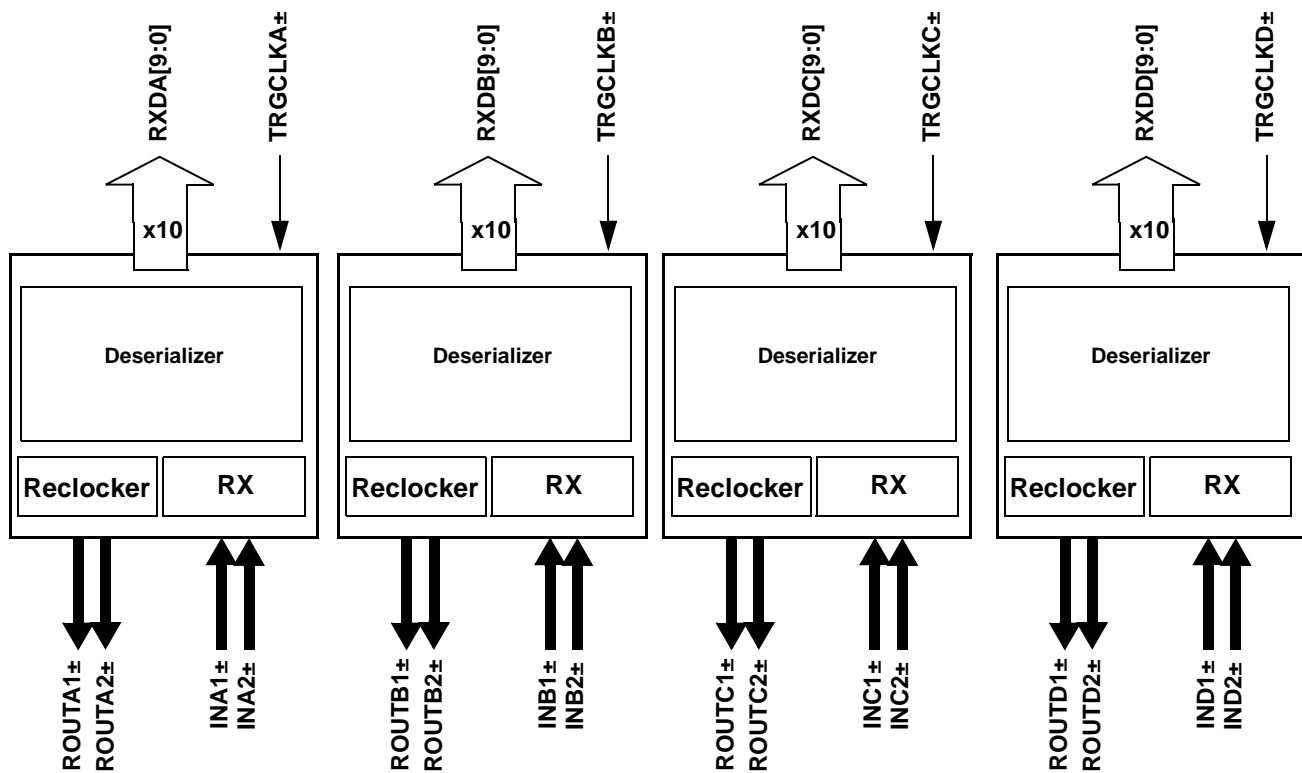 RXDA[9:0]
TRGCLKA±
RXDB[9:0]
TRGCLKB±
RXDC[9:0]
TRGCLKC±
RXDD[9:0]
TRGCLKD±
x10
x10
x10
x10
Deserializer
Deserializer
Deserializer
Deserializer
Reclocker
RX
Reclocker
RX
Reclocker
RX
Reclocker
RX
ROUTA1±
ROUTA2±
INA1±
INA2±
ROUTB1±
ROUTB2±
INB1±
INB2±
ROUTC1±
ROUTC2±
INC1±
INC2±
ROUTD1±
ROUTD2±
IND1±
IND2±